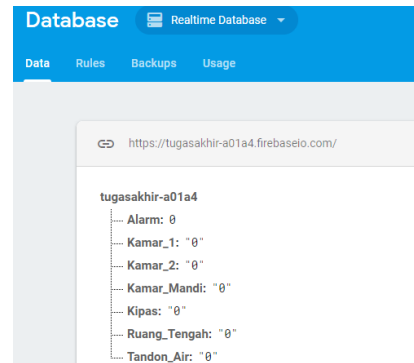 Database Realtime Database
Data Rules Backups Usage
https://tugasakhir-a01a4.firebaseio.com/
tugasakhir-a01a4
Alarm: 0
Kamar_1: "0"
Kamar_2: "0"
Kamar_Mandi: "0"
Kipas: "0"
Ruang_Tengah: "0"
Tandon_Air: "0"